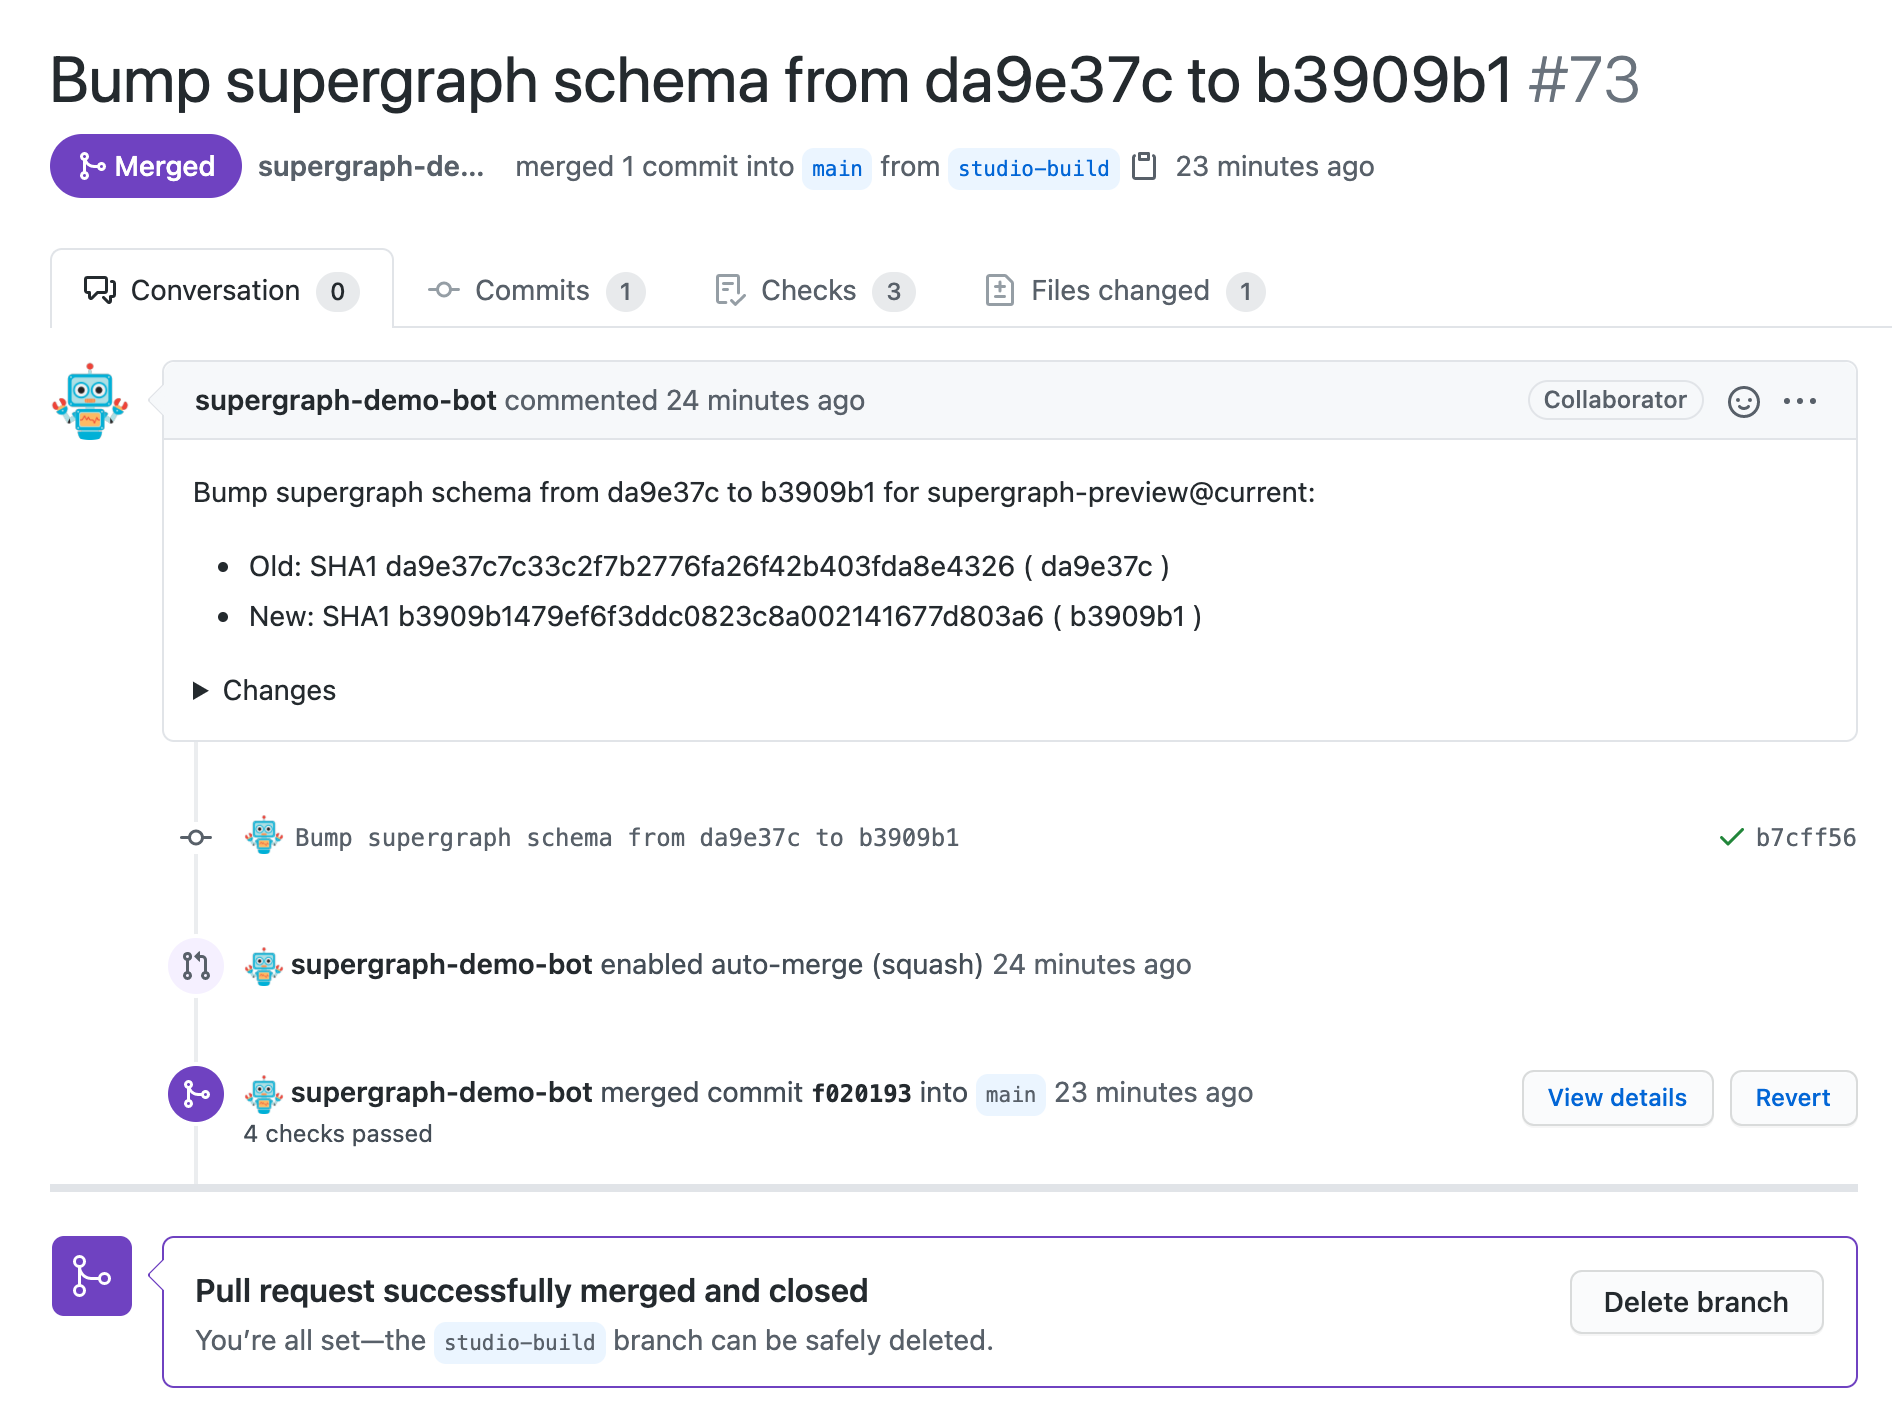 Bump supergraph schema from da9e37c to b3909b1 #73
Merged supergraph-de... merged 1 commit into main from studio-build 23 minutes ago
Conversation 0 Commits 1 Checks 3 Files changed 1
supergraph-demo-bot commented 24 minutes ago Collaborator
Bump supergraph schema from da9e37c to b3909b1 for supergraph-preview@current:
• Old: SHA1 da9e37c7c33c2f7b2776fa26f42b403fda8e4326 ( da9e37c )
• New: SHA1 b3909b1479ef6f3ddc0823c8a002141677d803a6 ( b3909b1 )
Changes
Bump supergraph schema from da9e37c to b3909b1 b7cff56
supergraph-demo-bot enabled auto-merge (squash) 24 minutes ago
supergraph-demo-bot merged commit f020193 into main 23 minutes ago View details Revert
4 checks passed
Pull request successfully merged and closed
You’re all set—the studio-build branch can be safely deleted.
Delete branch